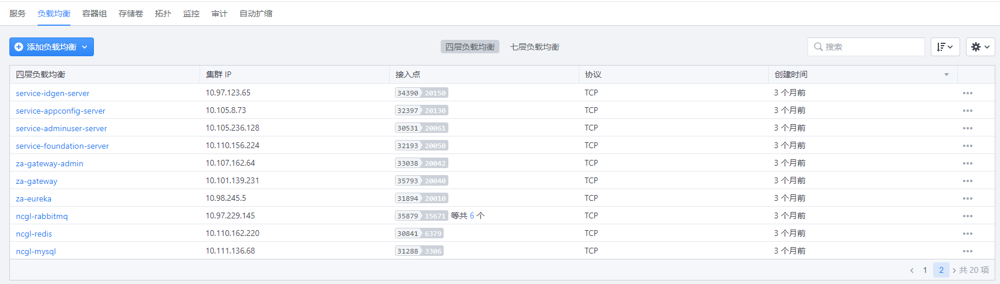 服务 负载均衡 容器组 存储卷 拓扑 监控 审计 自动扩缩
添加负载均衡 四层负载均衡 七层负载均衡 搜索
四层负载均衡 集群 IP 接入点 协议 创建时间
service-idgen-server 10.97.123.65 34390 20150 TCP 3 个月前
service-appconfig-server 10.105.8.73 32397 20130 TCP 3 个月前
service-adminuser-server 10.105.236.128 30531 20061 TCP 3 个月前
service-foundation-server 10.110.156.224 32193 20050 TCP 3 个月前
za-gateway-admin 10.107.162.64 33038 20042 TCP 3 个月前
za-gateway 10.101.139.231 35793 20040 TCP 3 个月前
za-eureka 10.98.245.5 31894 20010 TCP 3 个月前
ncgl-rabbitmq 10.97.229.145 35879 15671 等共 6 个 TCP 3 个月前
ncgl-redis 10.110.162.220 30841 6379 TCP 3 个月前
ncgl-mysql 10.111.136.68 31288 3306 TCP 3 个月前
1 2 共 20 项